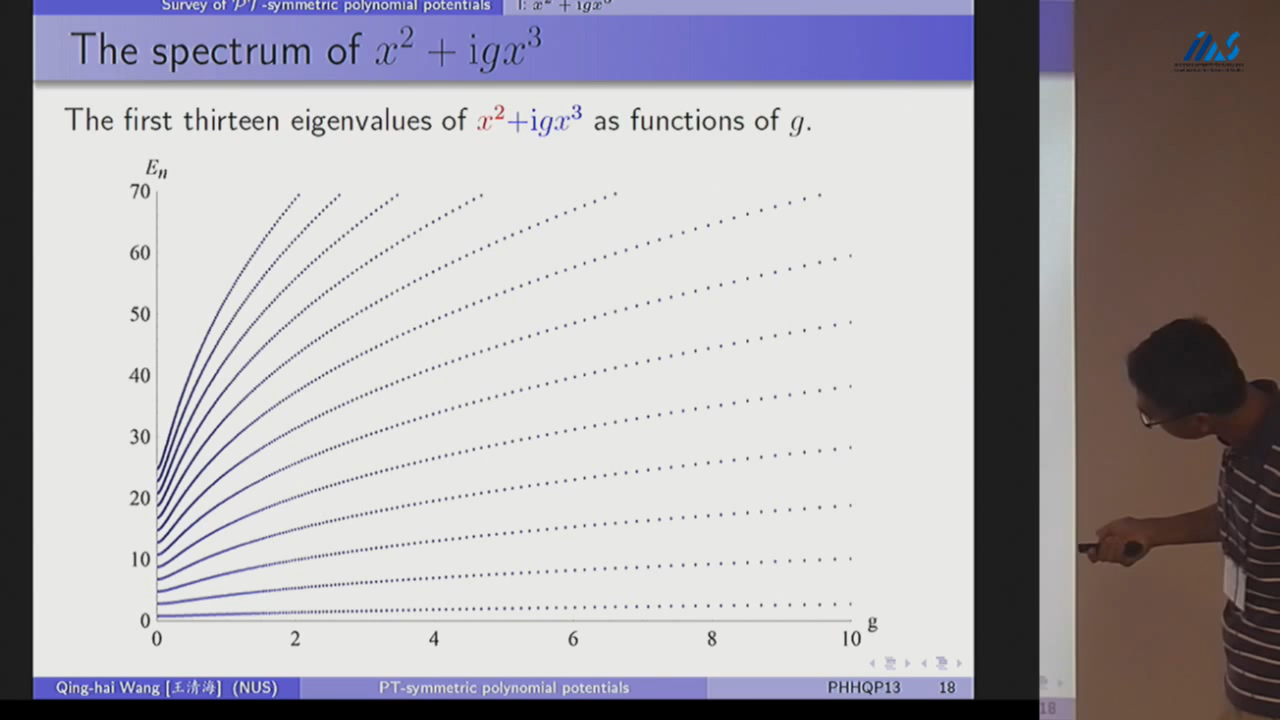 Survey of PT-symmetric polynomial potentials
I: x² + igx³
The spectrum of x² + igx³
The first thirteen eigenvalues of x²+igx³ as functions of g.
Eₙ
70
60
50
40
30
20
10
0
0 2 4 6 8 10 g
Qing-hai Wang [王清海] (NUS) PT-symmetric polynomial potentials PHHQP13 18
18